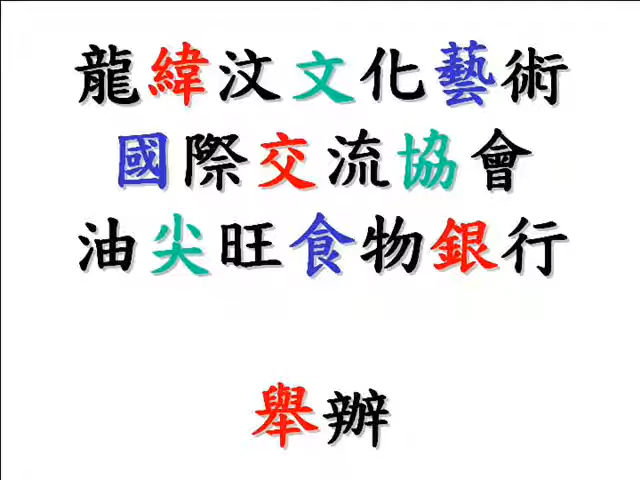 龍緯汶文化藝術
國際交流協會
油尖旺食物銀行
舉辦